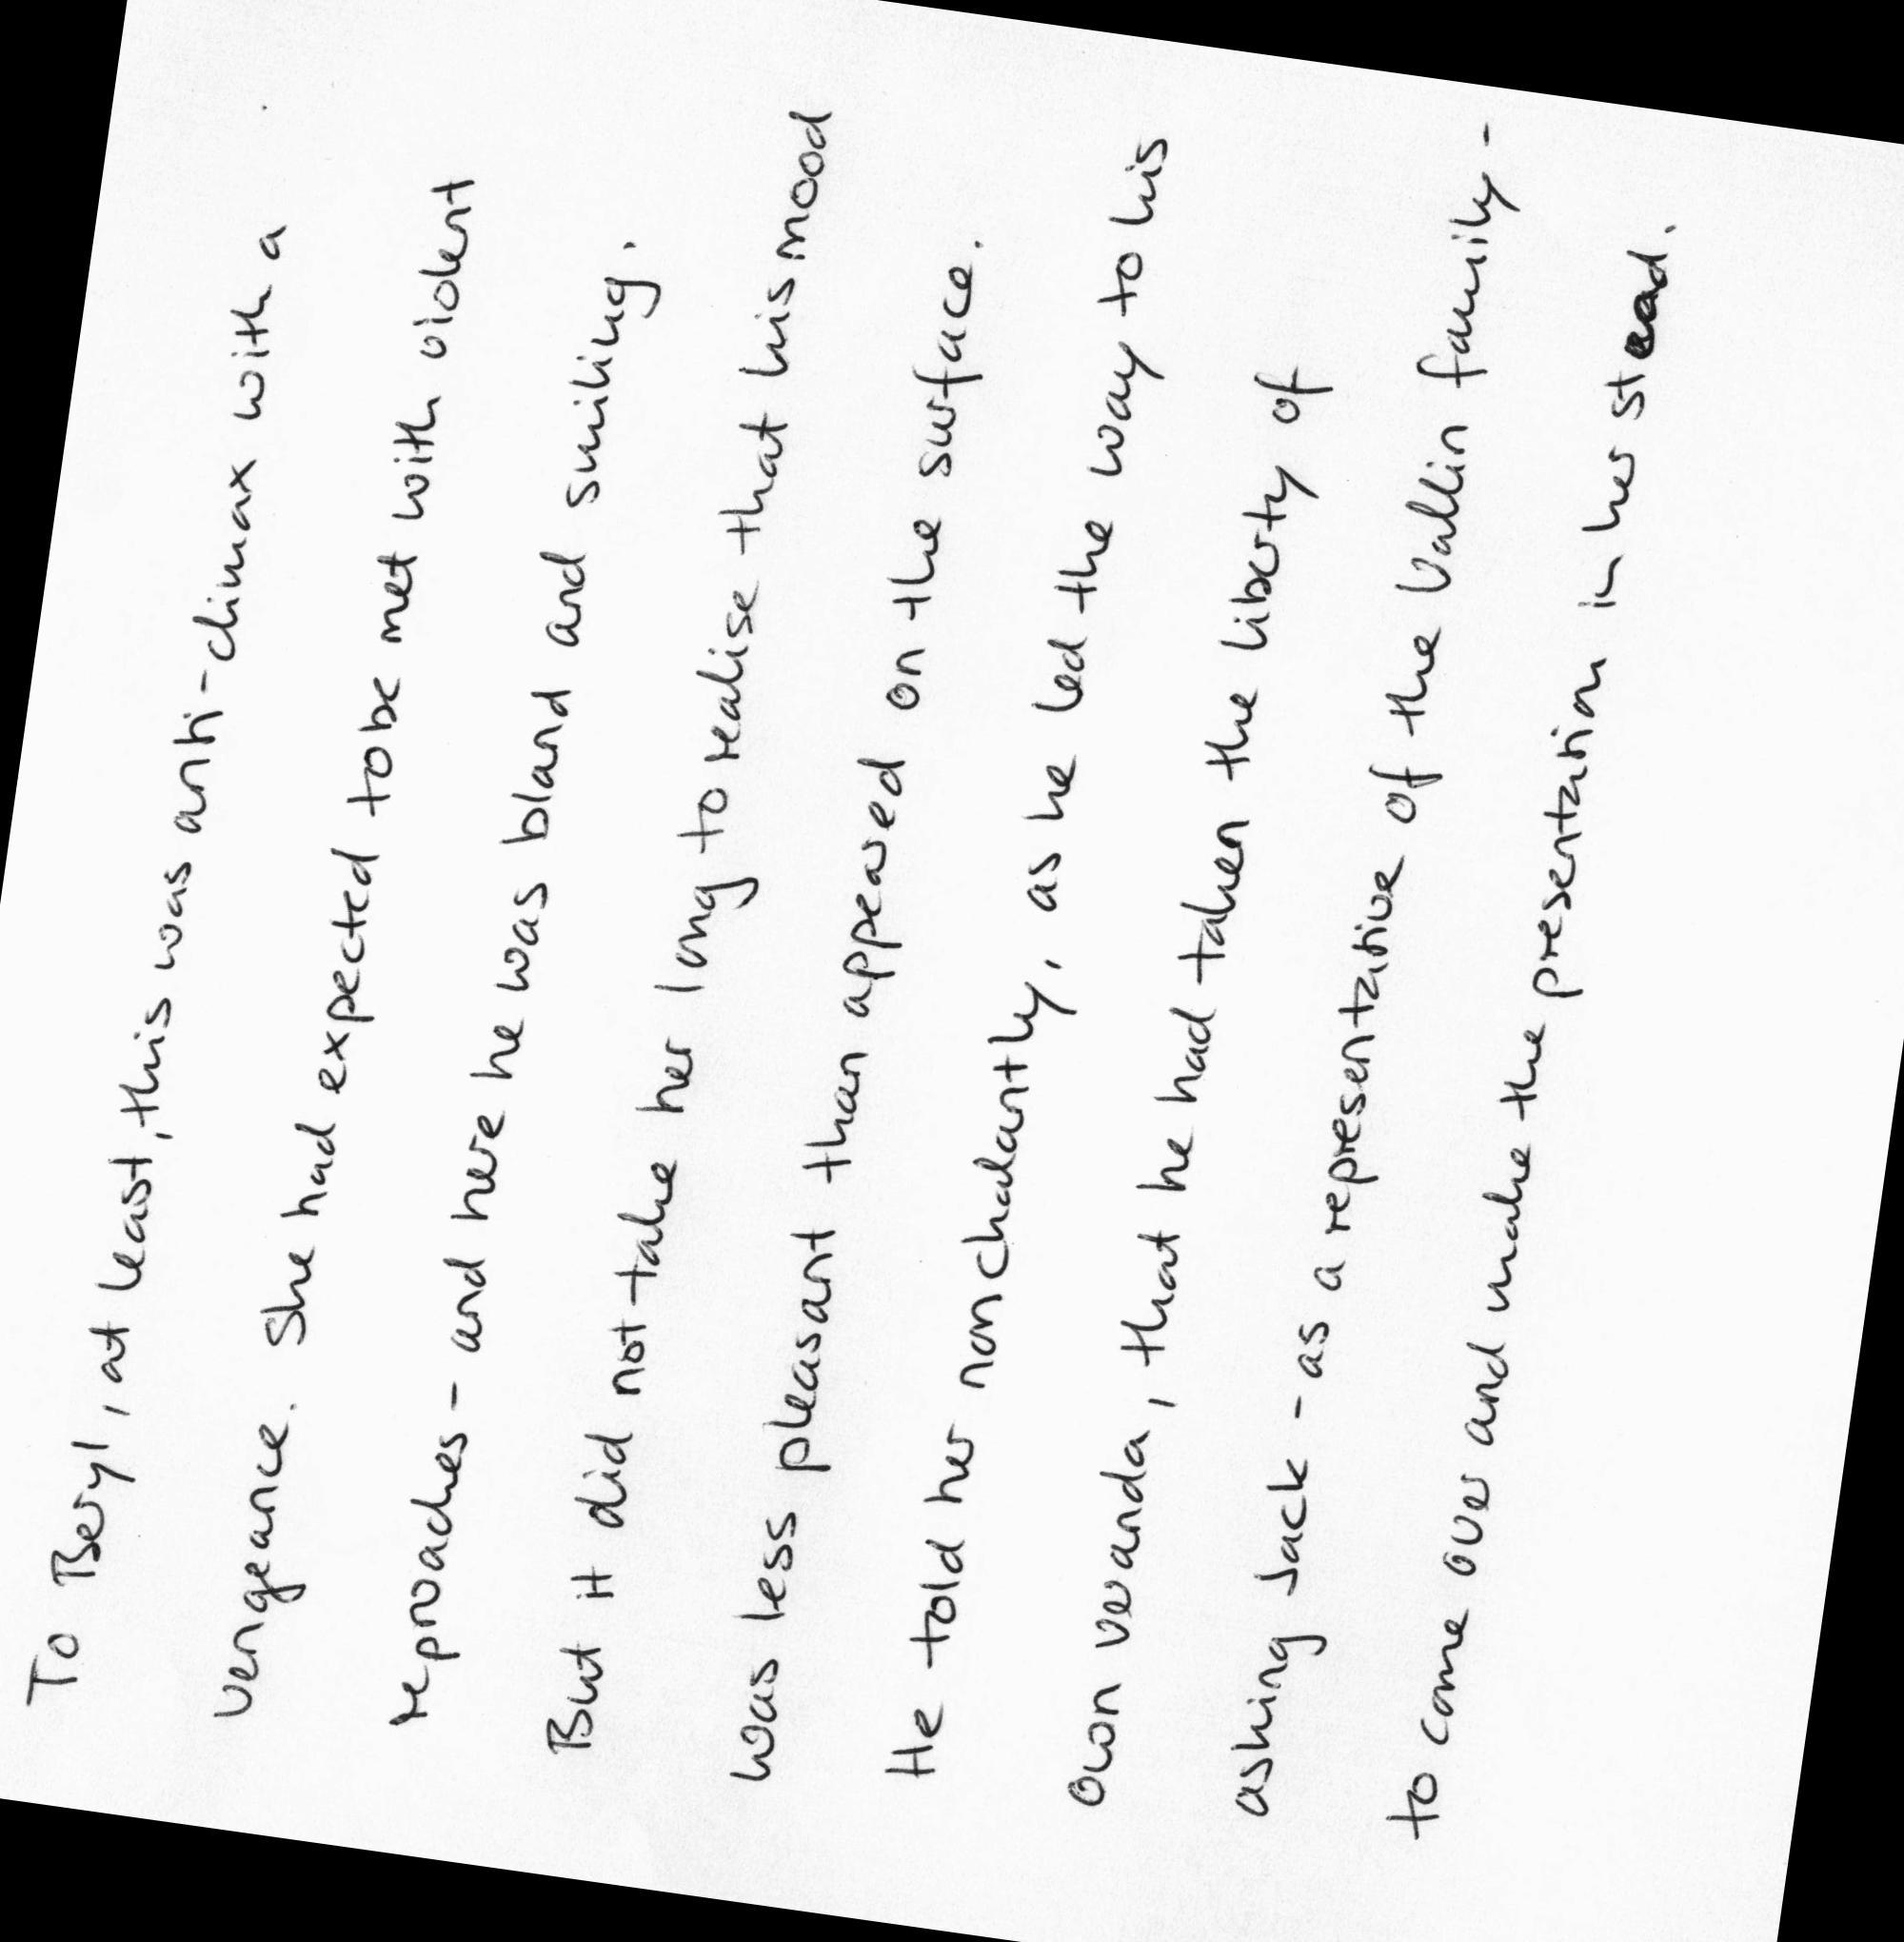 To Beryl, at least, this was anti-climax with a
vengeance. She had expected to be met with violent
reproaches - and here he was bland and smiling.
But it did not take her long to realise that his mood
was less pleasant than appeared on the surface.
He told her nonchalantly, as he led the way to his
own veranda, that he had taken the liberty of
asking Jack - as a representative of the Vallin family -
to come over and make the presentation in her stead.